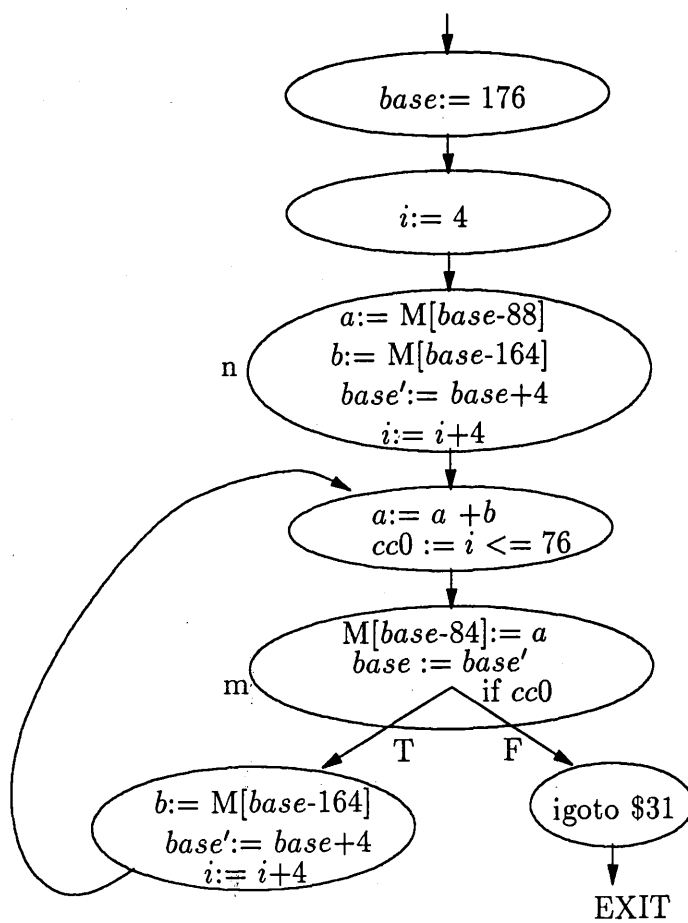 base:= 176
i:= 4
a:= M[base-88]
b:= M[base-164]
n
base':= base+4
i:= i+4
a:= a +b
cc0 := i <= 76
M[base-84]:= a
base := base'
m
if cc0
T
F
b:= M[base-164]
base':= base+4
i:= i+4
igoto $31
EXIT